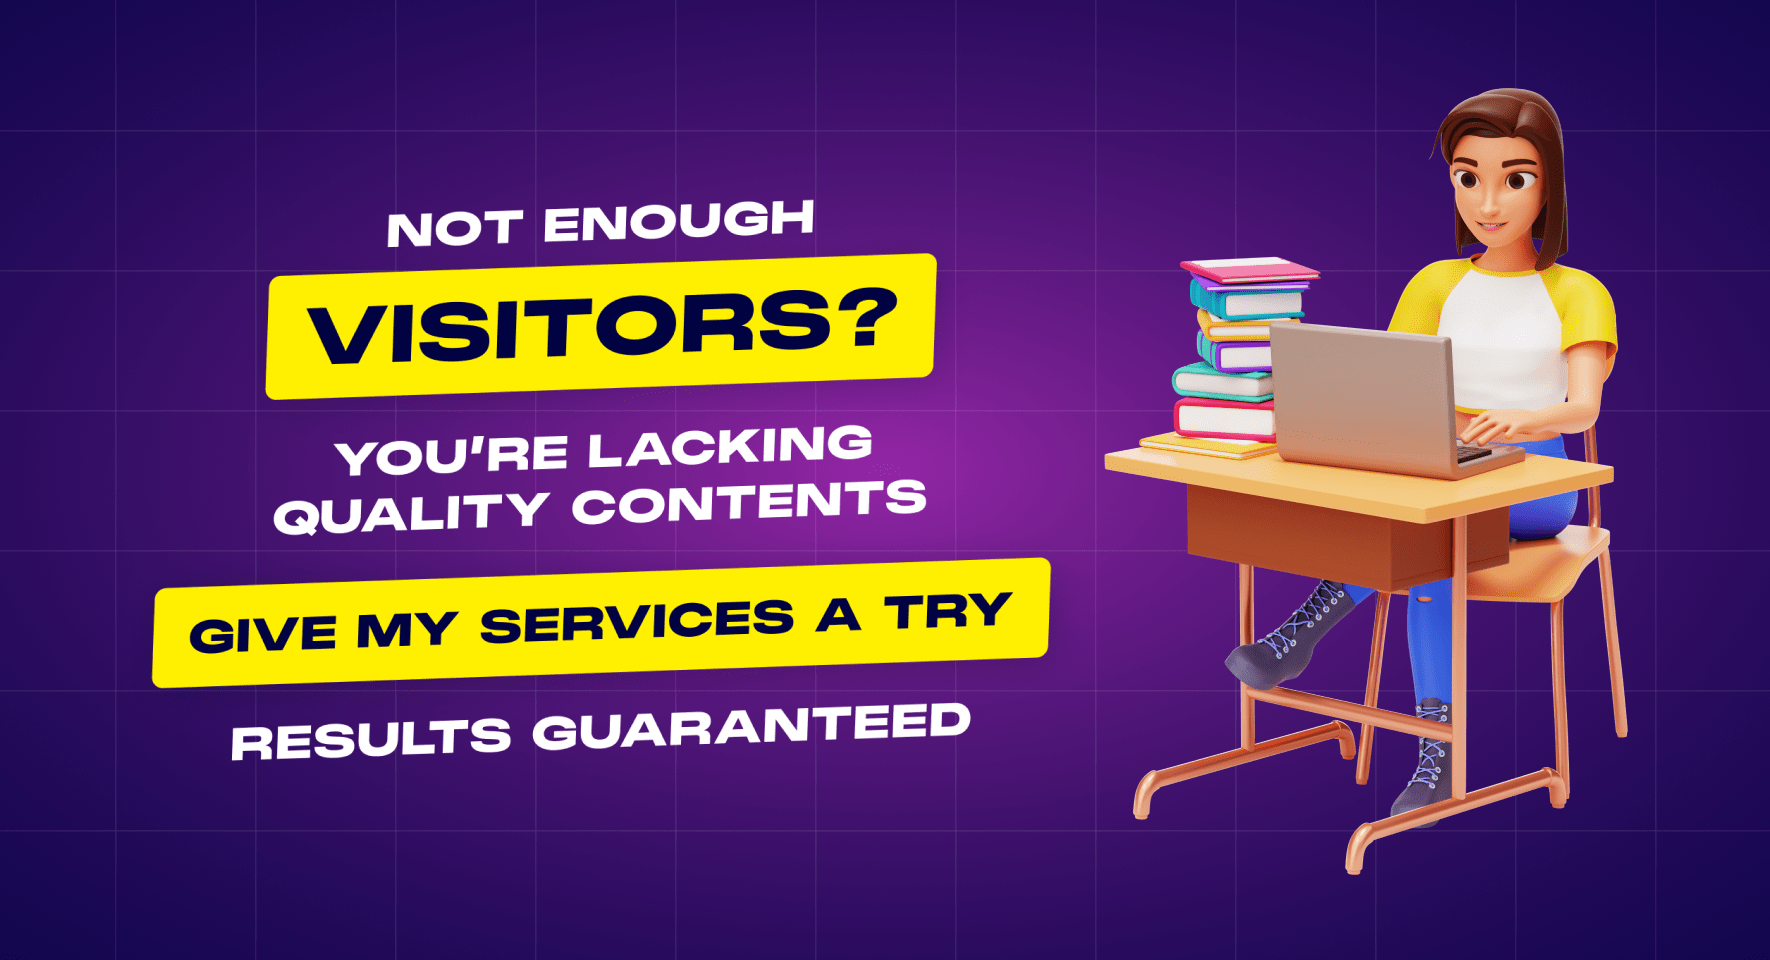 NOT ENOUGH
VISITORS?
YOU'RE LACKING
QUALITY CONTENTS
GIVE MY SERVICES A TRY
RESULTS GUARANTEED